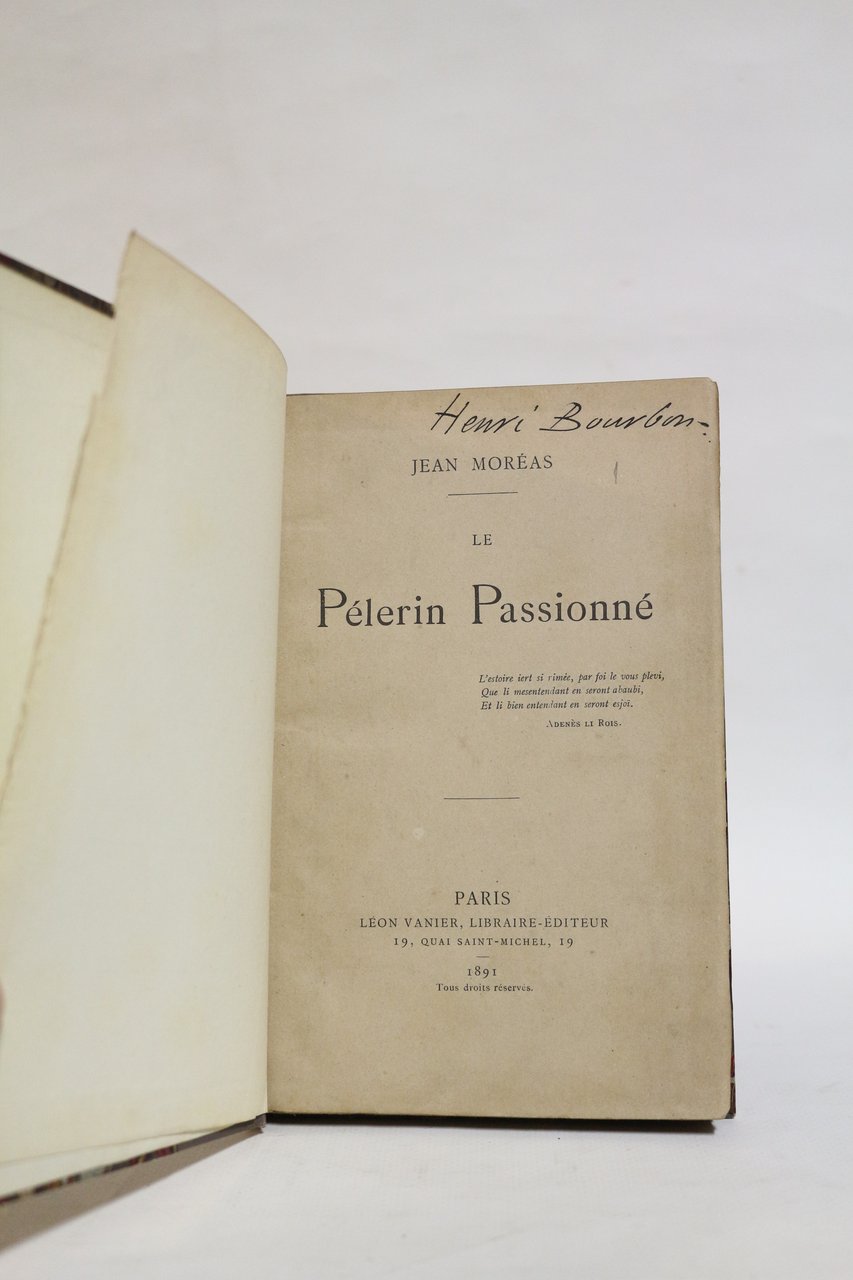 Henri Bourbon-
JEAN MORÉAS
LE
Pélerin Passionné
L'estoire iert si rimée, par foi le vous plevi,
Que li mesentendant en seront abaubi,
Et li bien entendant en seront esjoï.
ADENÈS LI ROIS.
PARIS
LÉON VANIER, LIBRAIRE-ÉDITEUR
19, QUAI SAINT-MICHEL, 19
1891
Tous droits réservés.